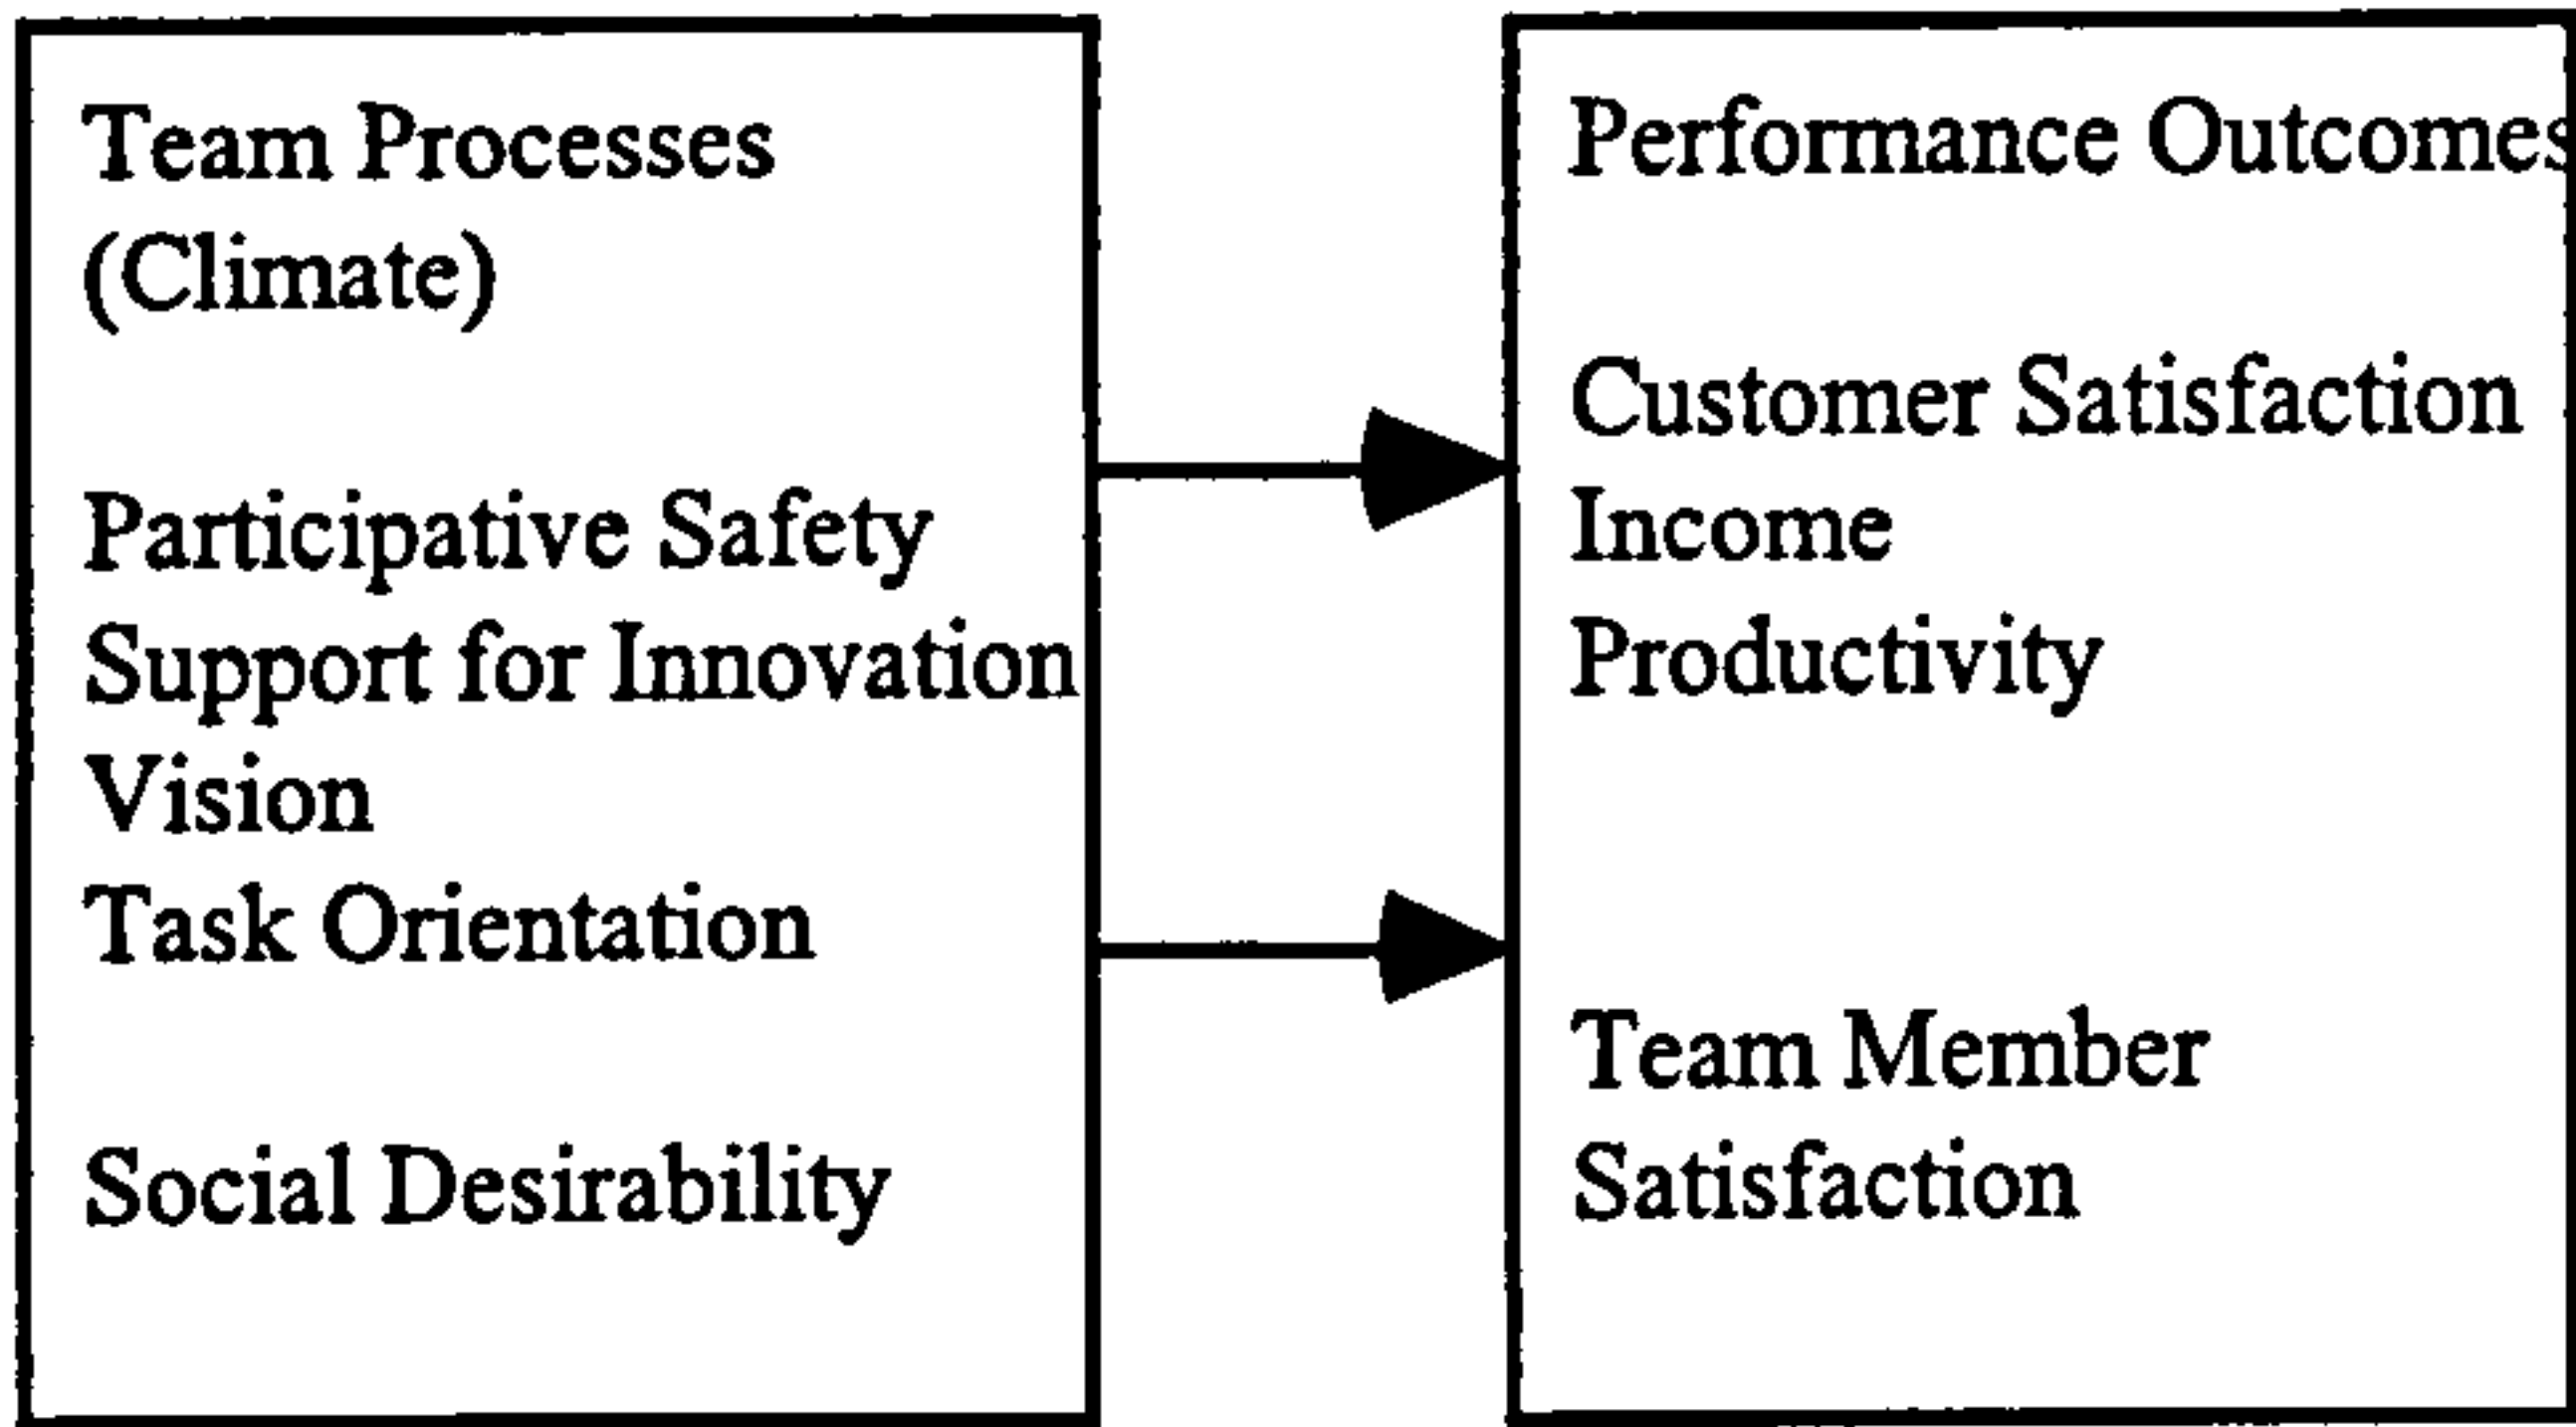 Team Processes
(Climate)
Participative Safety
Support for Innovation
Vision
Task Orientation
Social Desirability
Performance Outcomes
Customer Satisfaction
Income
Productivity
Team Member
Satisfaction